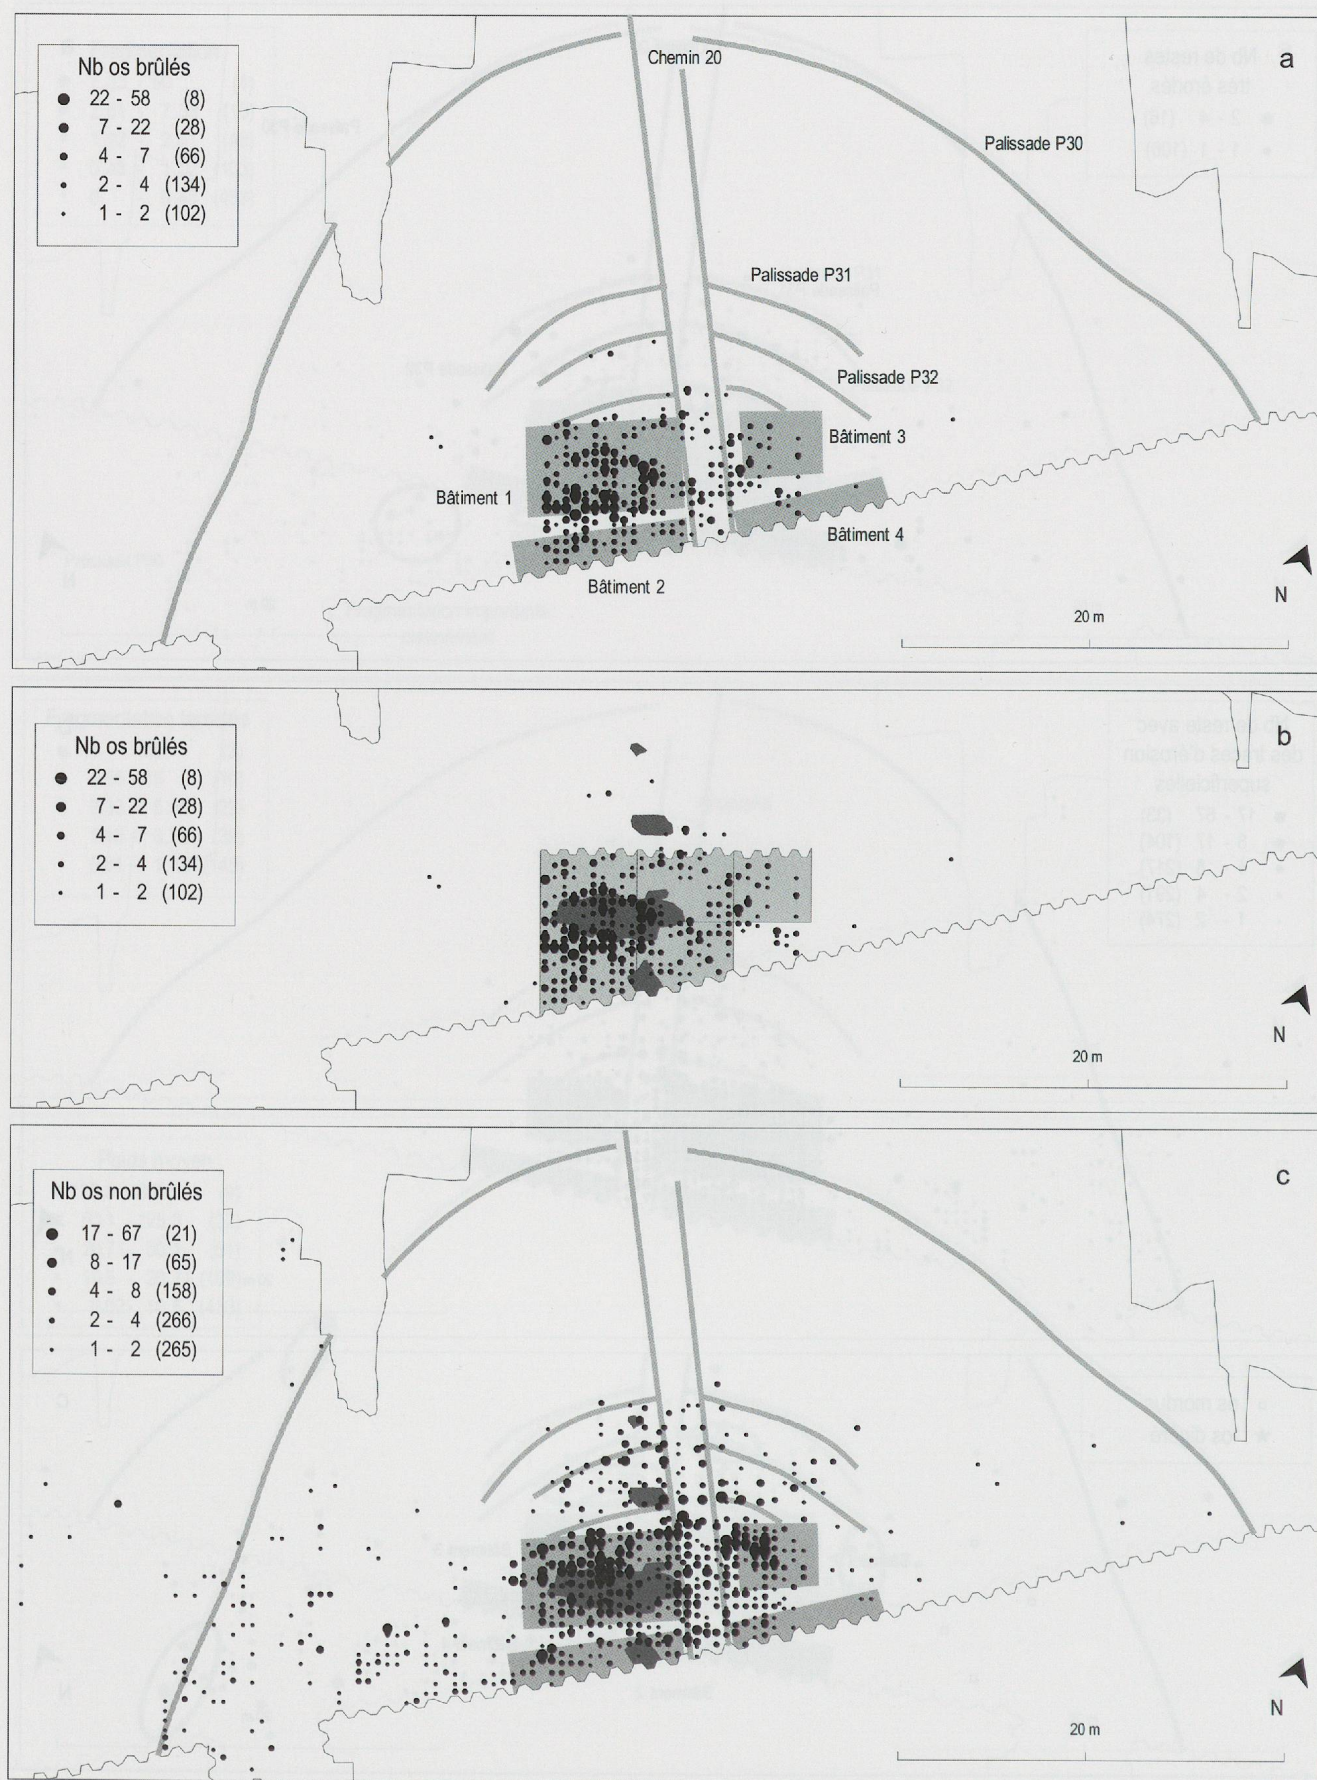 a
Nb os brûlés
22 - 58 (8)
7 - 22 (28)
4 - 7 (66)
2 - 4 (134)
1 - 2 (102)
Chemin 20
Palissade P30
Palissade P31
Palissade P32
Bâtiment 3
Bâtiment 1
Bâtiment 4
Bâtiment 2
N
20 m
b
Nb os brûlés
22 - 58 (8)
7 - 22 (28)
4 - 7 (66)
2 - 4 (134)
1 - 2 (102)
N
20 m
c
Nb os non brûlés
17 - 67 (21)
8 - 17 (65)
4 - 8 (158)
2 - 4 (266)
1 - 2 (265)
N
20 m